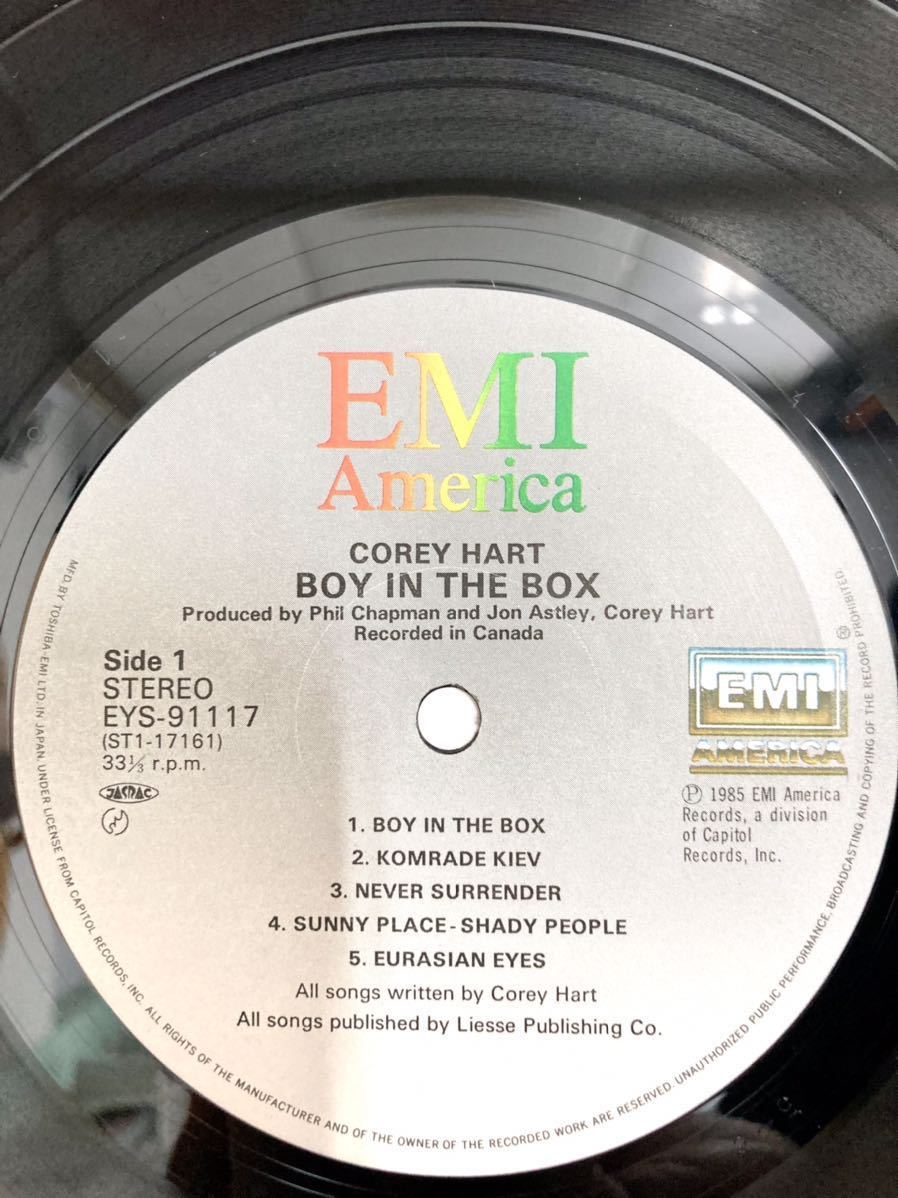 EMI
America
COREY HART
BOY IN THE BOX
Produced by Phil Chapman and Jon Astley, Corey Hart
Recorded in Canada
Side 1
STEREO
EYS-91117
(ST1-17161)
33⅓ r.p.m.
JASRAC
EMI
AMERICA
Ⓟ 1985 EMI America
Records, a division
of Capitol
Records, Inc.
1. BOY IN THE BOX
2. KOMRADE KIEV
3. NEVER SURRENDER
4. SUNNY PLACE-SHADY PEOPLE
5. EURASIAN EYES
All songs written by Corey Hart
All songs published by Liesse Publishing Co.
MFD. BY TOSHIBA-EMI LTD. IN JAPAN. UNDER LICENSE FROM CAPITOL RECORDS, INC. ALL RIGHTS OF THE MANUFACTURER AND OF THE OWNER OF THE RECORDED WORK ARE RESERVED. UNAUTHORIZED PUBLIC PERFORMANCE, BROADCASTING AND COPYING OF THE RECORD PROHIBITED. ®